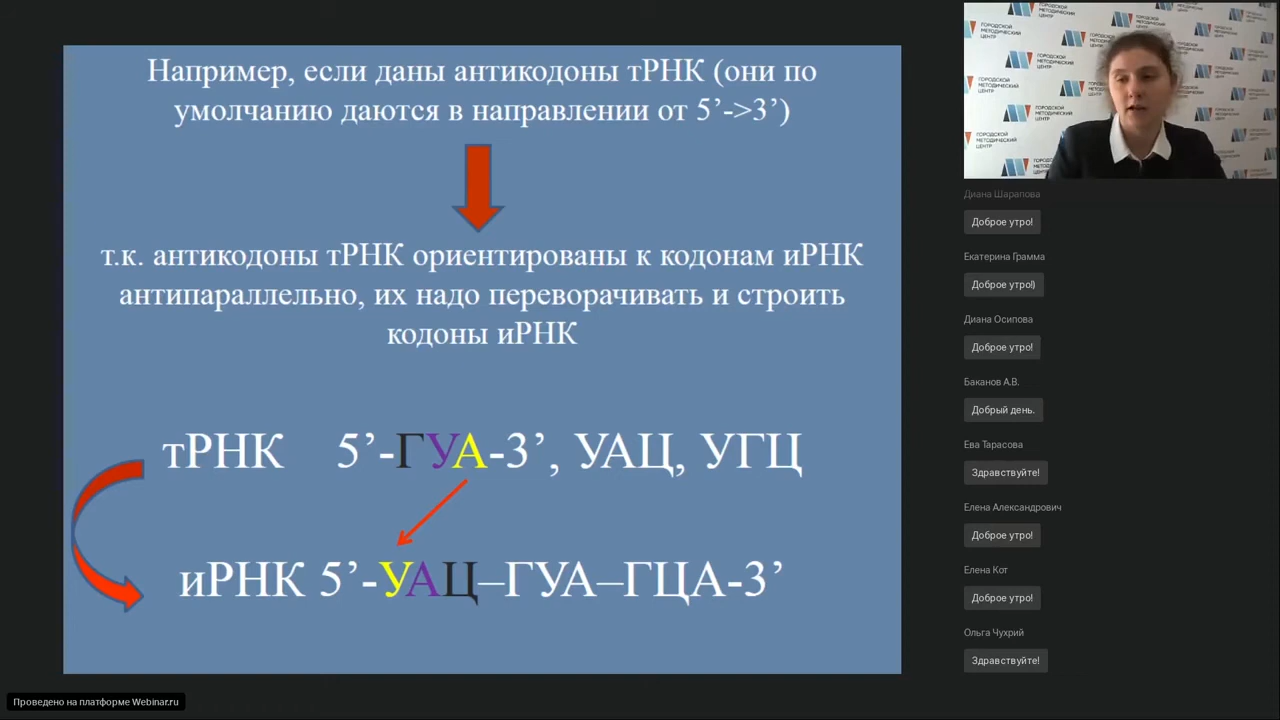 Например, если даны антикодоны тРНК (они по
умолчанию даются в направлении от 5’->3’)
т.к. антикодоны тРНК ориентированы к кодонам иРНК
антипараллельно, их надо переворачивать и строить
кодоны иРНК
тРНК 5’-ГУА-3’, УАЦ, УГЦ
иРНК 5’-УАЦ–ГУА–ГЦА-3’
ГОРОДСКОЙ
МЕТОДИЧЕСКИЙ
ЦЕНТР
Диана Шарапова
Доброе утро!
Екатерина Грамма
Доброе утро!)
Диана Осипова
Доброе утро!
Баканов А.В.
Добрый день.
Ева Тарасова
Здравствуйте!
Елена Александрович
Доброе утро!
Елена Кот
Доброе утро!
Ольга Чухрий
Здравствуйте!
Проведено на платформе Webinar.ru